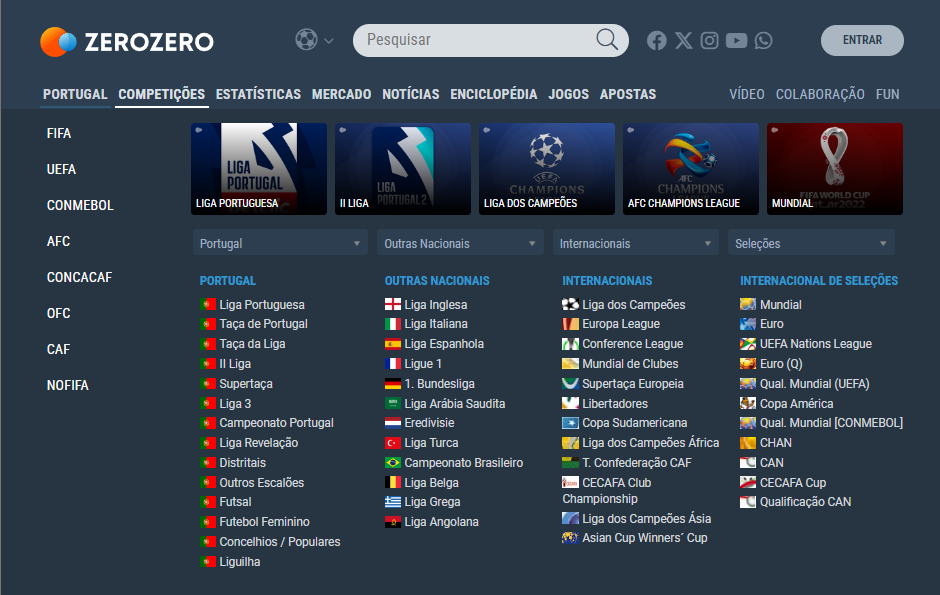 ZEROZERO
Pesquisar
ENTRAR
PORTUGAL COMPETIÇÕES ESTATÍSTICAS MERCADO NOTÍCIAS ENCICLOPÉDIA JOGOS APOSTAS VÍDEO COLABORAÇÃO FUN
FIFA
UEFA
CONMEBOL
AFC
CONCACAF
OFC
CAF
NOFIFA
LIGA
PORTUGAL
LIGA PORTUGUESA
LIGA
PORTUGAL 2
II LIGA
UEFA
CHAMPIONS
LIGA DOS CAMPEÕES
AFC
CHAMPIONS
AFC CHAMPIONS LEAGUE
FIFA WORLD CUP
Qatar2022
MUNDIAL
Portugal
Outras Nacionais
Internacionais
Seleções
PORTUGAL
Liga Portuguesa
Taça de Portugal
Taça da Liga
II Liga
Supertaça
Liga 3
Campeonato Portugal
Liga Revelação
Distritais
Outros Escalões
Futsal
Futebol Feminino
Concelhios / Populares
Liguilha
OUTRAS NACIONAIS
Liga Inglesa
Liga Italiana
Liga Espanhola
Ligue 1
1. Bundesliga
Liga Arábia Saudita
Eredivisie
Liga Turca
Campeonato Brasileiro
Liga Belga
Liga Grega
Liga Angolana
INTERNACIONAIS
Liga dos Campeões
Europa League
Conference League
Mundial de Clubes
Supertaça Europeia
Libertadores
Copa Sudamericana
Liga dos Campeões África
T. Confederação CAF
CECAFA Club
Championship
Liga dos Campeões Ásia
Asian Cup Winners´ Cup
INTERNACIONAL DE SELEÇÕES
Mundial
Euro
UEFA Nations League
Euro (Q)
Qual. Mundial (UEFA)
Copa América
Qual. Mundial [CONMEBOL]
CHAN
CAN
CECAFA Cup
Qualificação CAN